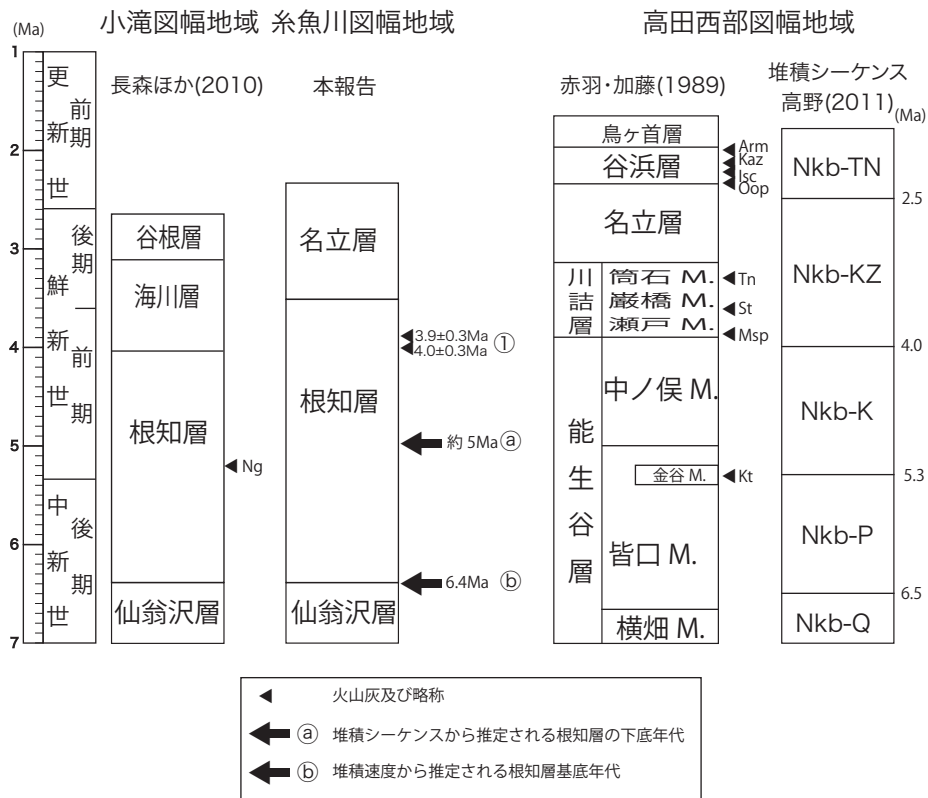 (Ma)
小滝図幅地域
糸魚川図幅地域
高田西部図幅地域
長森ほか(2010)
本報告
赤羽・加藤(1989)
堆積シーケンス
高野(2011)
(Ma)
1
2
3
4
5
6
7
更新世
前期
鮮新世
後期
前期
中新世
後期
谷根層
海川層
根知層
Ng
仙翁沢層
名立層
3.9±0.3Ma
4.0±0.3Ma
①
根知層
約 5Ma ⓐ
6.4Ma ⓑ
仙翁沢層
鳥ヶ首層
谷浜層
名立層
川詰層
筒石 M.
巌橋 M.
瀬戸 M.
能生谷層
中ノ俣 M.
金谷 M.
皆口 M.
横畑 M.
Arm
Kaz
Isc
Oop
Tn
St
Msp
Kt
Nkb-TN
2.5
Nkb-KZ
4.0
Nkb-K
5.3
Nkb-P
6.5
Nkb-Q
火山灰及び略称
ⓐ 堆積シーケンスから推定される根知層の下底年代
ⓑ 堆積速度から推定される根知層基底年代